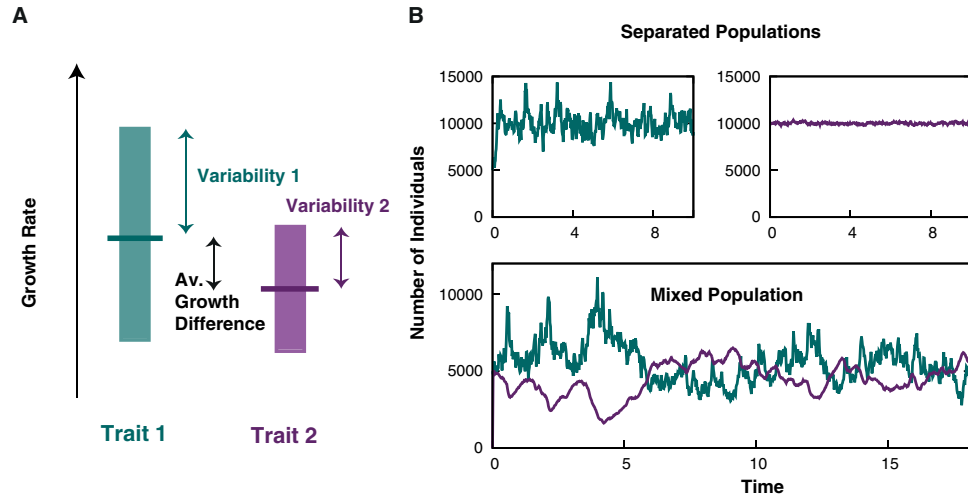 A
Growth Rate
Variability 1
Variability 2
Av.
Growth
Difference
Trait 1
Trait 2
B
Separated Populations
Number of Individuals
15000
10000
5000
0
0
4
8
15000
10000
5000
0
0
4
8
Mixed Population
10000
5000
0
0
5
10
15
Time